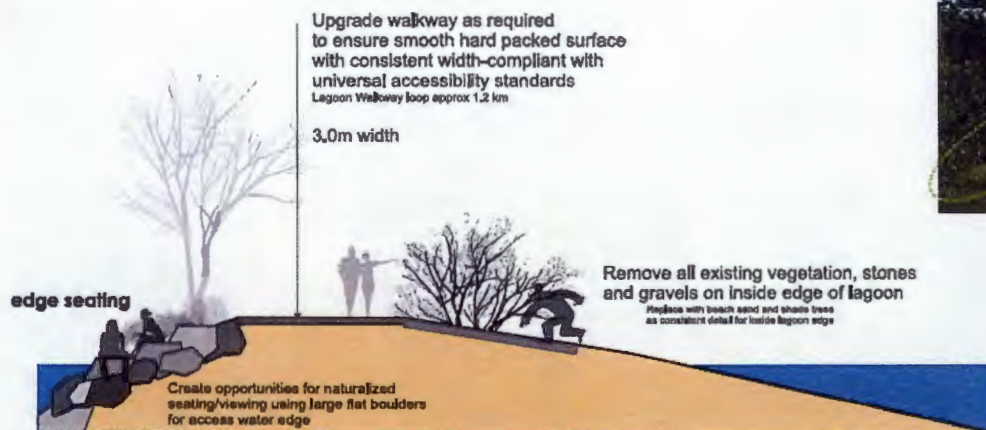 Upgrade walkway as required
to ensure smooth hard packed surface
with consistent width-compliant with
universal accessibility standards
Lagoon Walkway loop approx 1.2 km
3.0m width
Remove all existing vegetation, stones
and gravels on inside edge of lagoon
Replace with beach sand and shade trees
as consistent detail for inside lagoon edge
edge seating
Create opportunities for naturalized
seating/viewing using large flat boulders
for access water edge